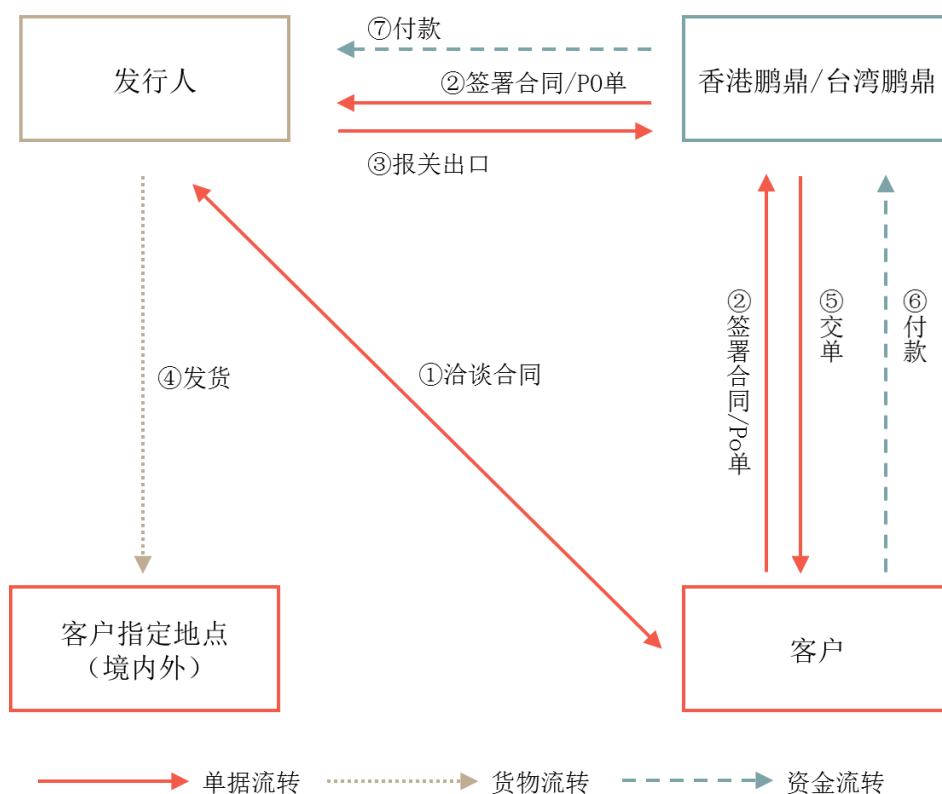 ⑦付款
发行人
②签署合同/PO单
香港鹏鼎/台湾鹏鼎
③报关出口
④发货
①洽谈合同
②签署合同/Po单
⑤交单
⑥付款
客户指定地点
（境内外）
客户
单据流转
货物流转
资金流转